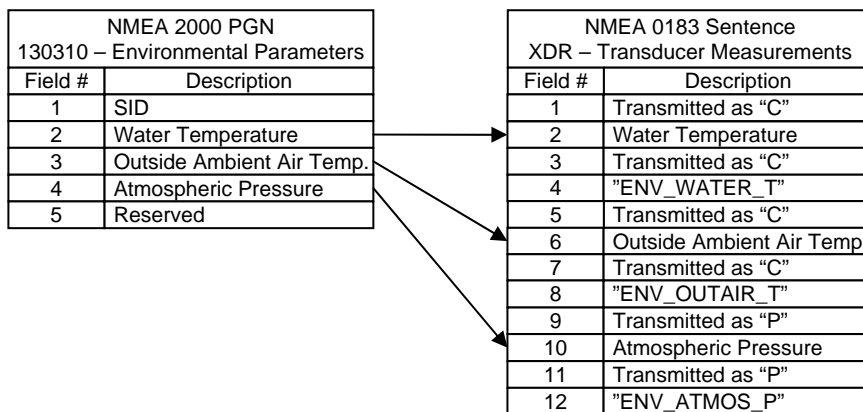 NMEA 2000 PGN
130310 – Environmental Parameters
Field # Description
1 SID
2 Water Temperature
3 Outside Ambient Air Temp.
4 Atmospheric Pressure
5 Reserved
NMEA 0183 Sentence
XDR – Transducer Measurements
Field # Description
1 Transmitted as “C”
2 Water Temperature
3 Transmitted as “C”
4 ”ENV_WATER_T”
5 Transmitted as “C”
6 Outside Ambient Air Temp
7 Transmitted as “C”
8 ”ENV_OUTAIR_T”
9 Transmitted as “P”
10 Atmospheric Pressure
11 Transmitted as “P”
12 ”ENV_ATMOS_P”